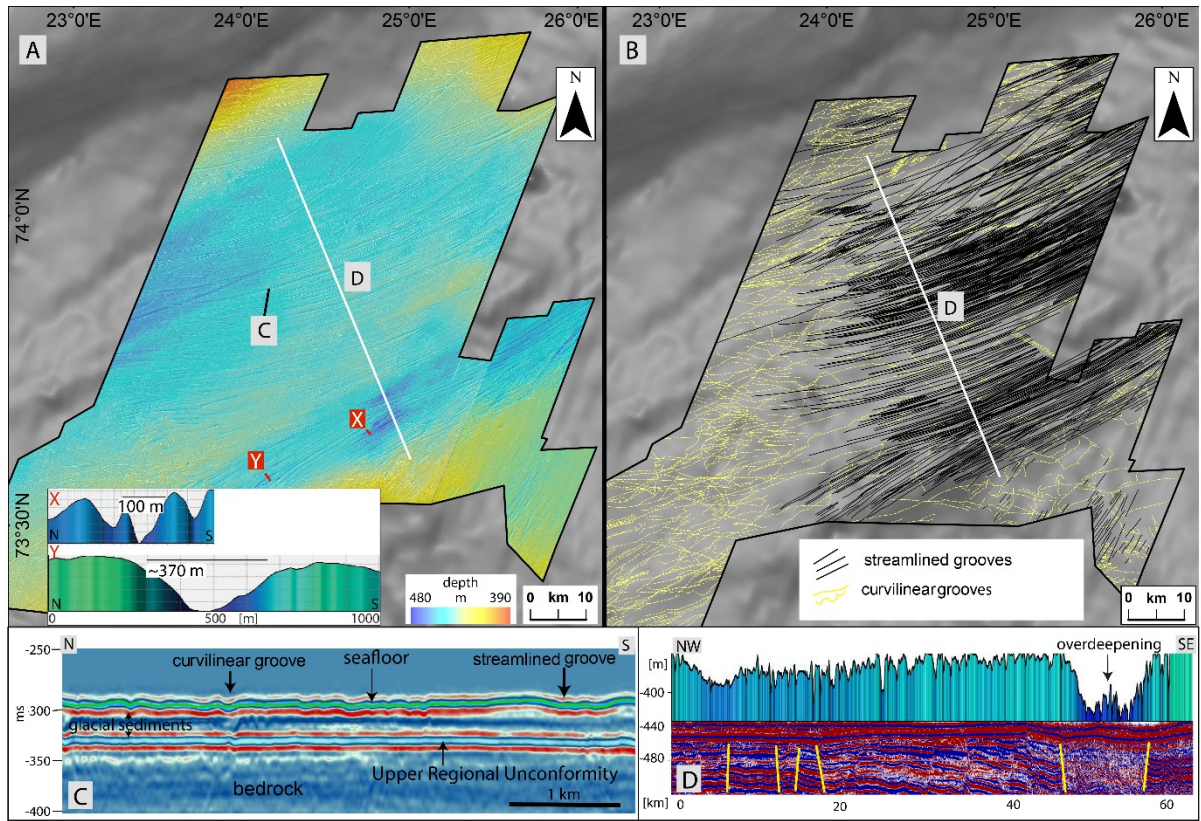 23°0'E 24°0'E 25°0'E 26°0'E
A
N
74°0'N
D
C
X
Y
73°30'N
X
100 m
N S
Y
~370 m
N S
0 500 [m] 1000
depth
480 m 390
0 km 10
23°0'E 24°0'E 25°0'E 26°0'E
B
N
D
streamlined grooves
curvilinear grooves
0 km 10
N S
-250
curvilinear groove seafloor streamlined groove
ms
-300
glacial sediments
-350
Upper Regional Unconformity
bedrock
1 km
-400
C
NW SE
overdeepening
[m]
-400
-440
-480
D
[km] 0 20 40 60